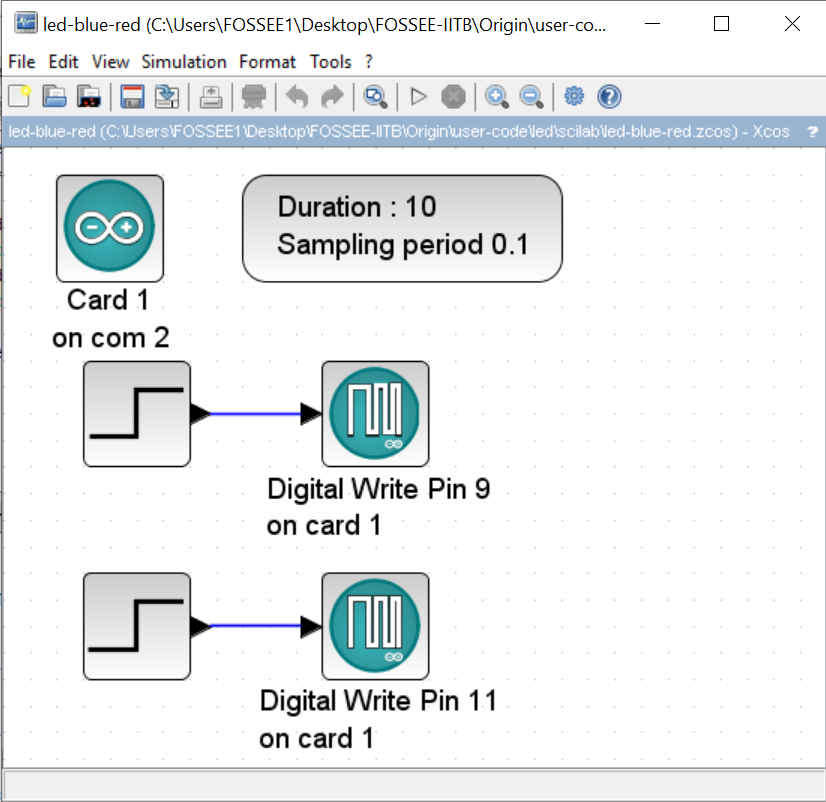 led-blue-red (C:\Users\FOSSEE1\Desktop\FOSSEE-IITB\Origin\user-co...
File Edit View Simulation Format Tools ?
led-blue-red (C:\Users\FOSSEE1\Desktop\FOSSEE-IITB\Origin\user-code\led\scilab\led-blue-red.zcos) - Xcos ?
Duration : 10
Sampling period 0.1
Card 1
on com 2
Digital Write Pin 9
on card 1
Digital Write Pin 11
on card 1